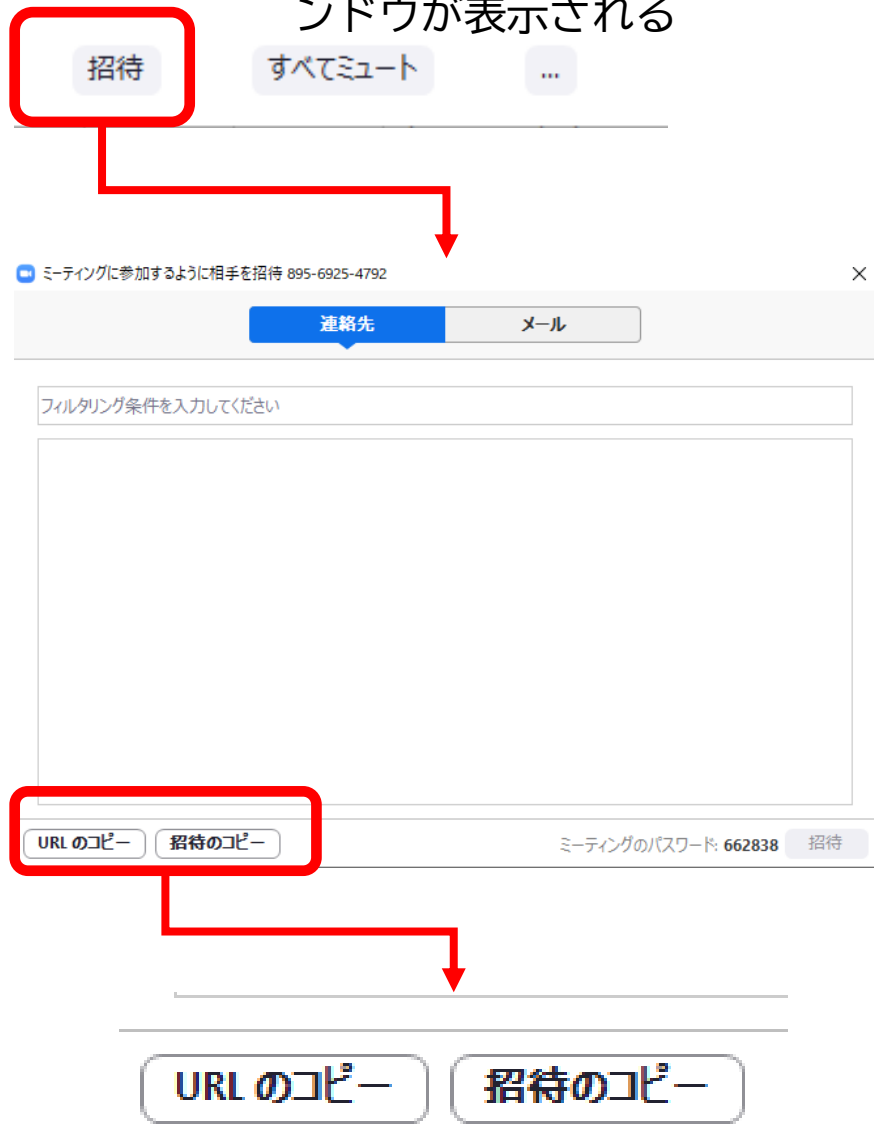 ンドウが表示される
招待 すべてミュート ...
ミーティングに参加するように相手を招待 895-6925-4792
連絡先 メール
フィルタリング条件を入力してください
URL のコピー 招待のコピー ミーティングのパスワード: 662838 招待
URL のコピー 招待のコピー